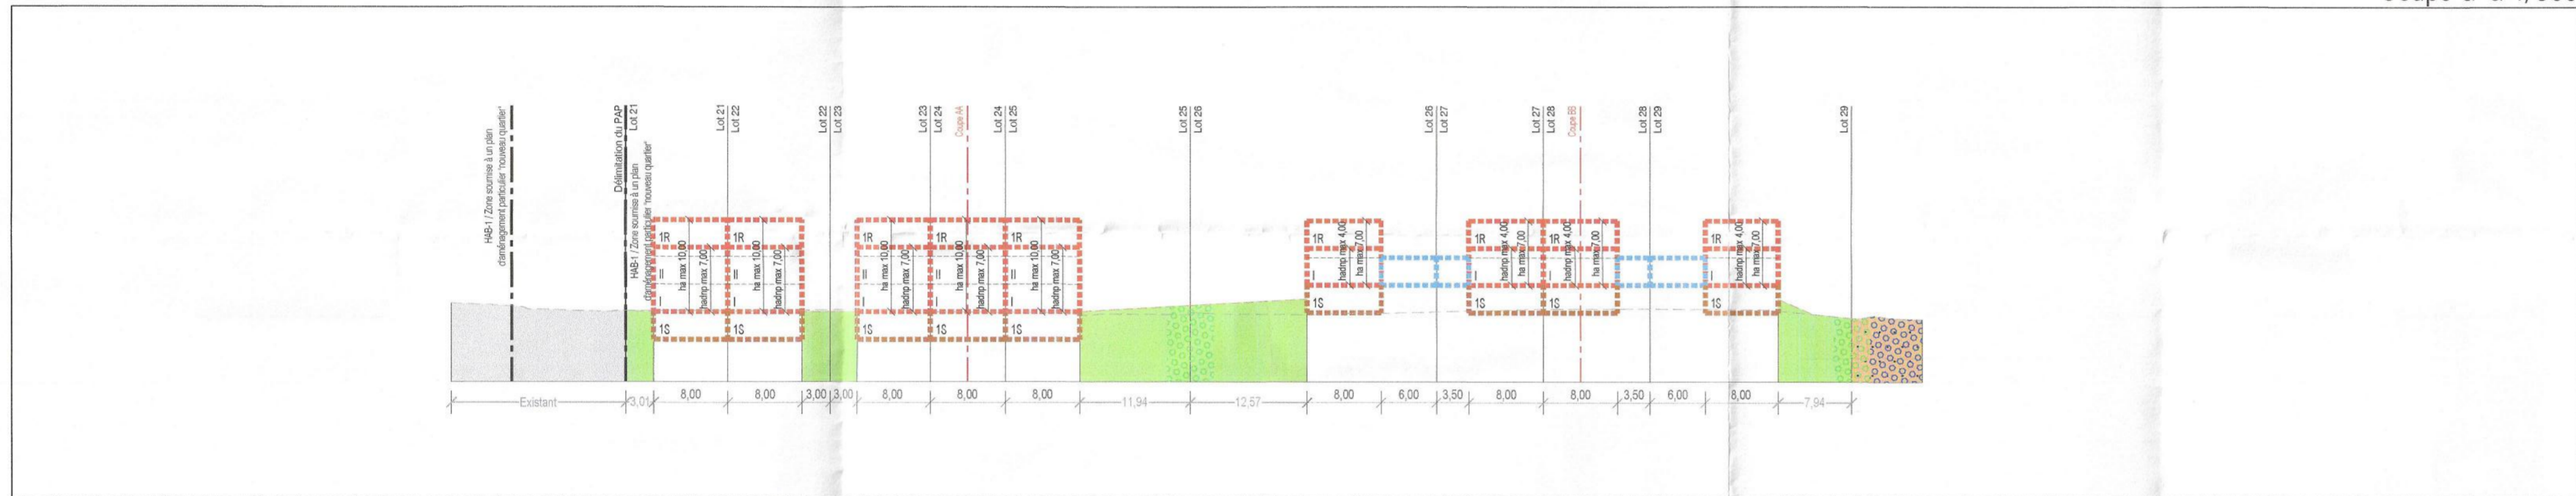 HAB-1 / Zone soumise à un plan
d'aménagement particulier "nouveau quartier"
Délimitation du PAP
Lot 21
HAB-1 / Zone soumise à un plan
d'aménagement particulier "nouveau quartier"
Lot 21
Lot 22
Lot 22
Lot 23
Lot 23
Lot 24
Coupe AA
Lot 24
Lot 25
Lot 25
Lot 26
Lot 26
Lot 27
Lot 27
Lot 28
Coupe BB
Lot 28
Lot 29
Lot 29
1R
II
I
ha max 10,00
hadnp max 7,00
1S
1R
II
I
ha max 10,00
hadnp max 7,00
1S
1R
II
I
ha max 10,00
hadnp max 7,00
1S
1R
II
I
ha max 10,00
hadnp max 7,00
1S
1R
II
I
ha max 10,00
hadnp max 7,00
1S
1R
I
hadnp max 4,00
ha max 7,00
1S
1R
I
hadnp max 4,00
ha max 7,00
1S
1R
I
hadnp max 4,00
ha max 7,00
1S
1R
I
hadnp max 4,00
ha max 7,00
1S
Existant
3,01
8,00
8,00
3,00
3,00
8,00
8,00
8,00
11,94
12,57
8,00
6,00
3,50
8,00
8,00
3,50
6,00
8,00
7,94